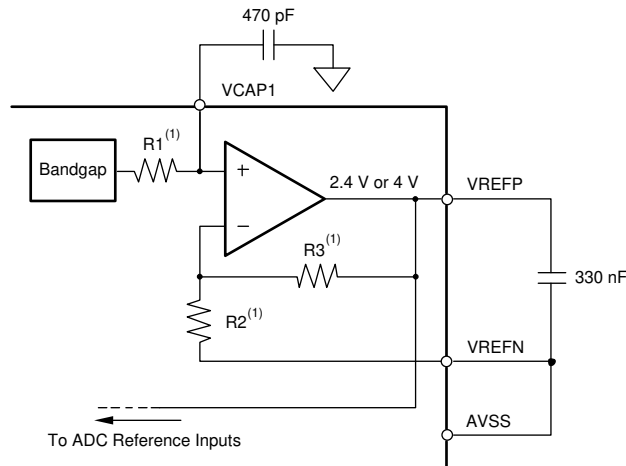 470 pF
VCAP1
R1(1)
Bandgap
+
2.4 V or 4 V
VREFP
−
R3(1)
330 nF
R2(1)
VREFN
AVSS
To ADC Reference Inputs